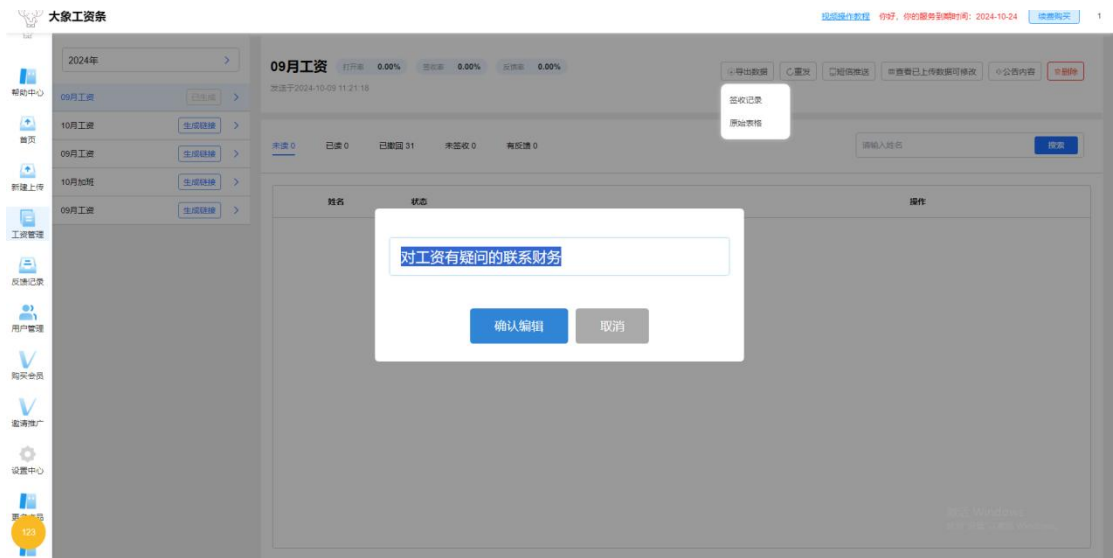 大象工资条
视频操作教程 你好，你的服务到期时间：2024-10-24 续费购买 1
帮助中心
首页
新建上传
工资管理
反馈记录
用户管理
购买会员
邀请推广
设置中心
123
2024年
09月工资 已生成
10月工资 生成链接
09月工资 生成链接
10月加班 生成链接
09月工资 生成链接
09月工资 打开率 0.00% 签收率 0.00% 反馈率 0.00%
发送于2024-10-09 11:21:18
导出数据 重发 短信推送 查看已上传数据可修改 公告内容 删除
签收记录
原始表格
未读 0 已读 0 已撤回 31 未签收 0 有反馈 0
请输入姓名 搜索
姓名 状态 操作
对工资有疑问的联系财务
确认编辑 取消